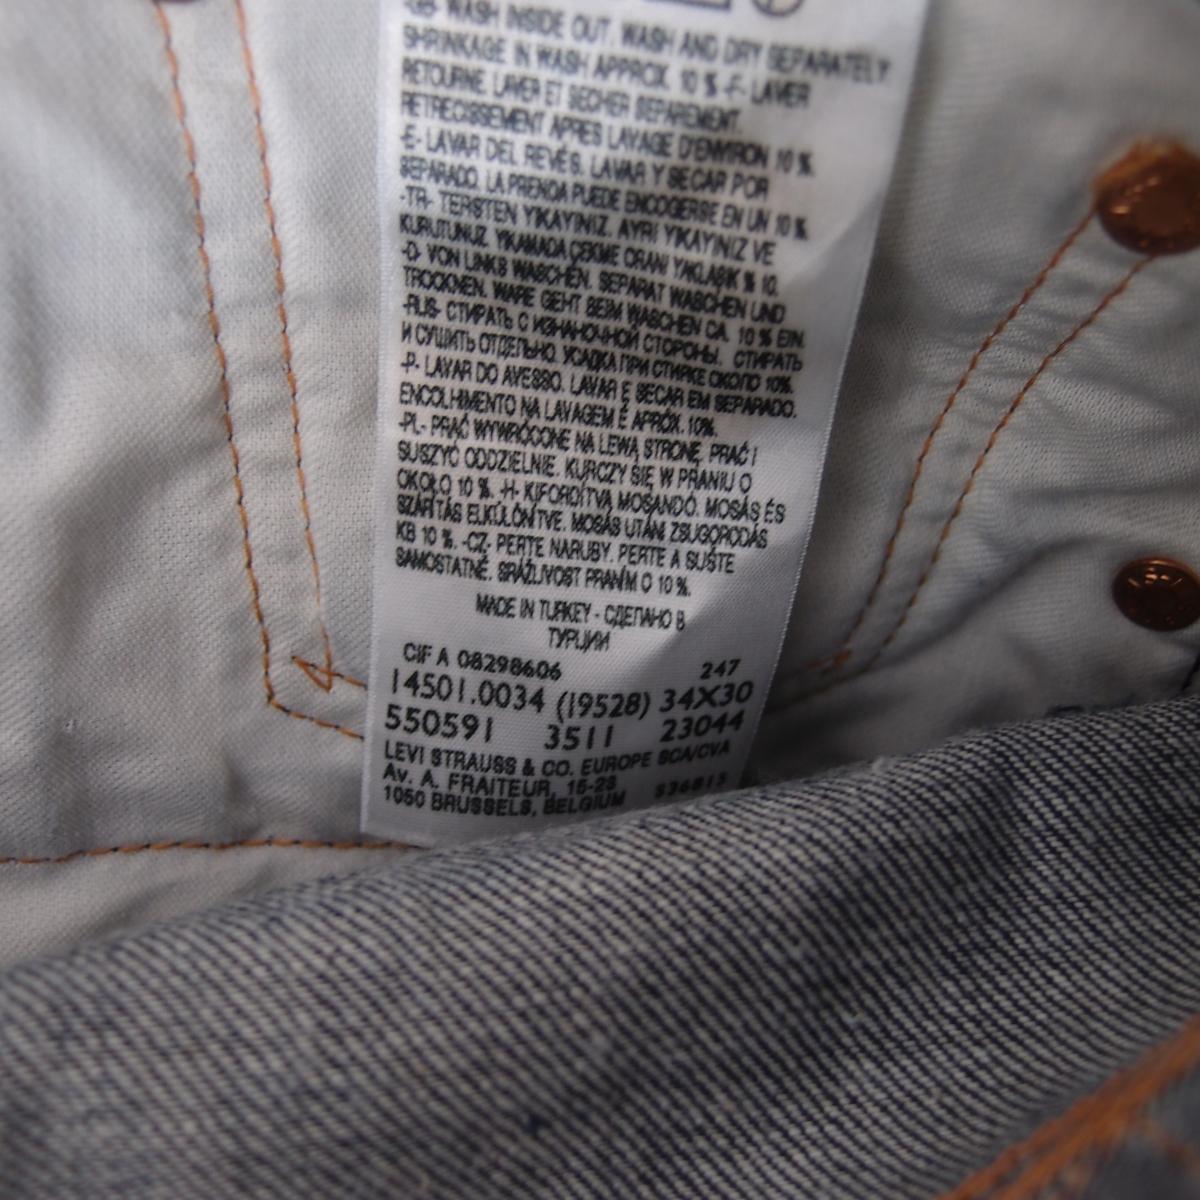 -GB- WASH INSIDE OUT. WASH AND DRY SEPARATELY
SHRINKAGE IN WASH APPROX. 10 % -F- LAVER
RETOURNE. LAVER ET SECHER SEPAREMENT.
RETRECISSEMENT APRES LAVAGE D'ENVIRON 10 %.
-E- LAVAR DEL REVÉS. LAVAR Y SECAR POR
SEPARADO. LA PRENDA PUEDE ENCOGERSE EN UN 10 %.
-TR- TERSTEN YIKAYINIZ. AYRI YIKAYINIZ VE
KURUTUNUZ. YIKAMADA ÇEKME ORANI YAKLASIK % 10.
-D- VON LINKS WASCHEN. SEPARAT WASCHEN UND
TROCKNEN. WARE GEHT BEIM WASCHEN CA. 10 % EIN.
-RUS- СТИРАТЬ С ИЗНАНОЧНОЙ СТОРОНЫ. СТИРАТЬ
И СУШИТЬ ОТДЕЛЬНО. УСАДКА ПРИ СТИРКЕ ОКОЛО 10%.
-P- LAVAR DO AVESSO. LAVAR E SECAR EM SEPARADO.
ENCOLHIMENTO NA LAVAGEM É APRÓX. 10%.
-PL- PRAĆ WYWRÓCONE NA LEWĄ STRONĘ. PRAĆ I
SUSZYĆ ODDZIELNIE. KURCZY SIĘ W PRANIU O
OKOŁO 10 %. -H- KIFORDÍTVA MOSANDÓ. MOSÁS ÉS
SZÁRÍTÁS ELKÜLÖNÍTVE. MOSÁS UTÁN ZSUGORODÁS
KB 10 %. -CZ- PERTE NARUBY. PERTE A SUŠTE
SAMOSTATNĚ. SRÁŽLIVOST PRANÍM O 10 %.
MADE IN TURKEY - СДЕЛАНО В
ТУРЦИИ
CIF A 08298606 247
14501.0034 (19528) 34X30
550591 3511 23044
LEVI STRAUSS & CO. EUROPE SCA/CVA
Av. A. FRAITEUR, 15-23
1050 BRUSSELS, BELGIUM